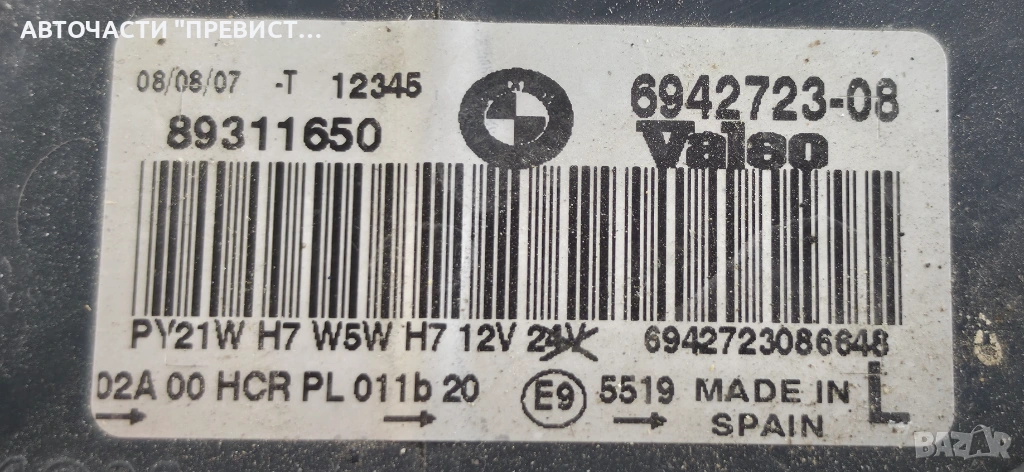 АВТОЧАСТИ "ПРЕВИСТ...
08/08/07 -T 12345
6942723-08
89311650
Valeo
PY21W H7 W5W H7 12V 24V
6942723086648
02A 00 HCR PL 011b 20
E9 5519 MADE IN SPAIN
L
BAZAR